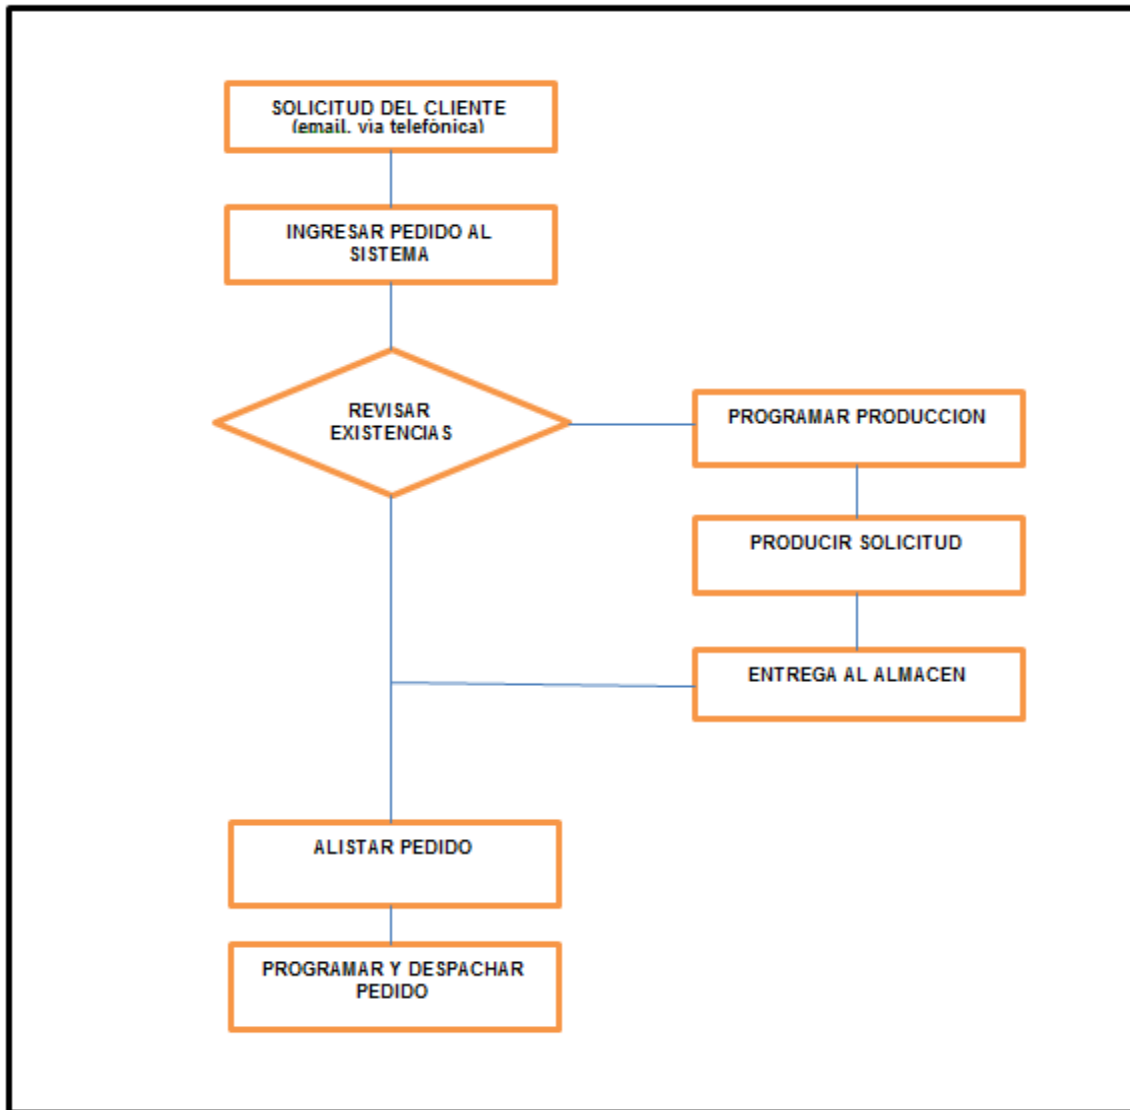 SOLICITUD DEL CLIENTE
(email. via telefónica)
INGRESAR PEDIDO AL
SISTEMA
REVISAR
EXISTENCIAS
PROGRAMAR PRODUCCION
PRODUCIR SOLICITUD
ENTREGA AL ALMACEN
ALISTAR PEDIDO
PROGRAMAR Y DESPACHAR
PEDIDO